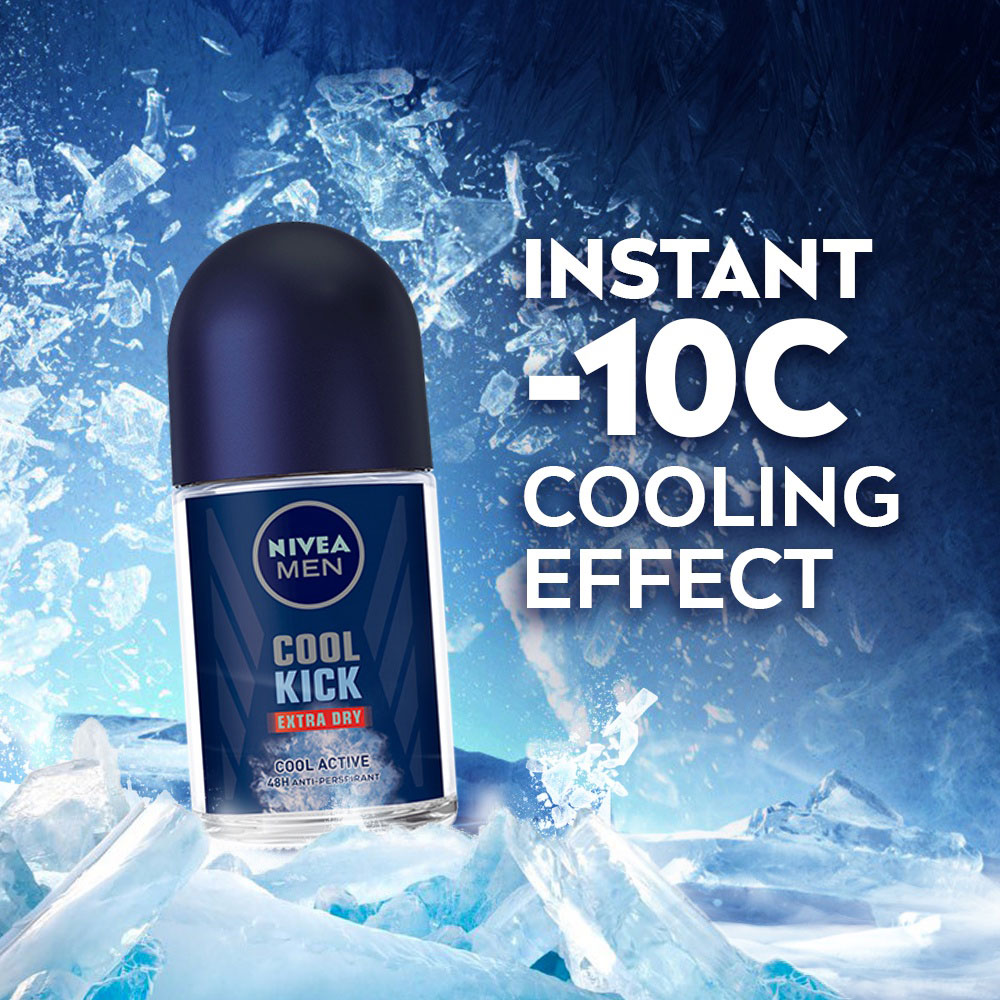 INSTANT
-10C
COOLING
EFFECT
NIVEA
MEN
COOL
KICK
EXTRA DRY
COOL ACTIVE
48H ANTI-PERSPIRANT